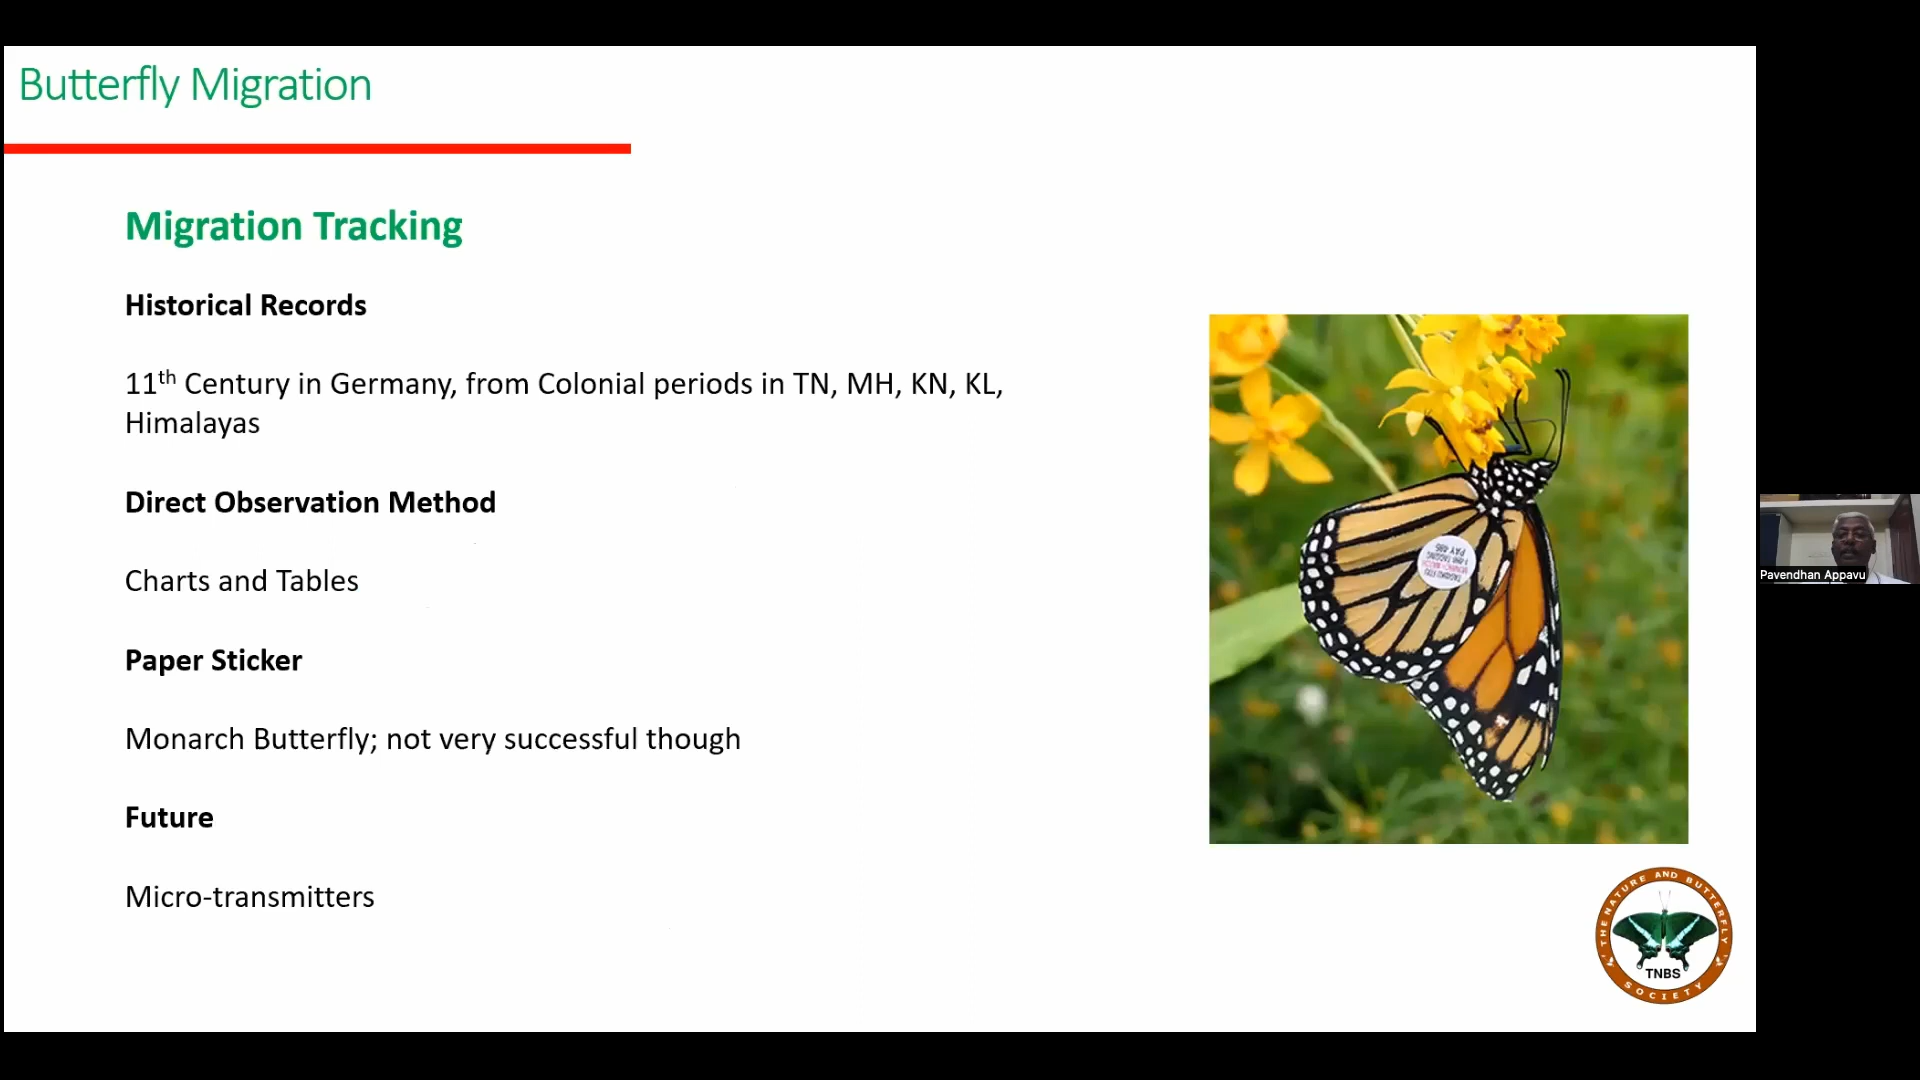 Butterfly Migration
Migration Tracking
Historical Records
11th Century in Germany, from Colonial periods in TN, MH, KN, KL,
Himalayas
Direct Observation Method
Charts and Tables
Paper Sticker
Monarch Butterfly; not very successful though
Future
Micro-transmitters
PAY 486
THE NATURE AND BUTTERFLY
TNBS
SOCIETY
Pavendhan Appavu